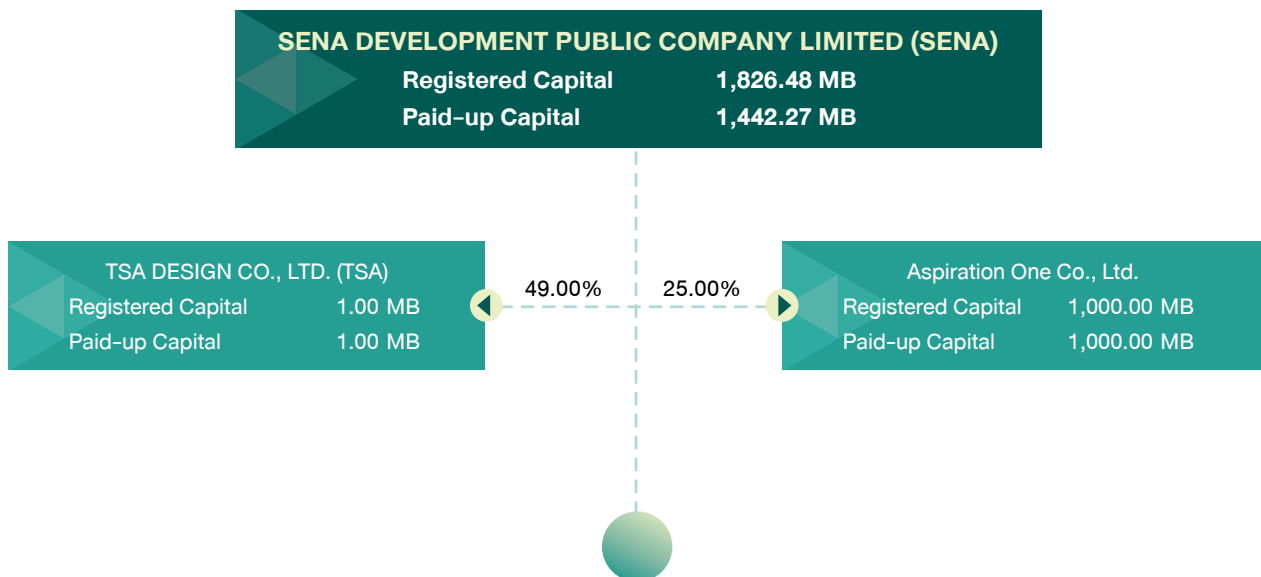 SENA DEVELOPMENT PUBLIC COMPANY LIMITED (SENA)
Registered Capital 1,826.48 MB
Paid-up Capital 1,442.27 MB
TSA DESIGN CO., LTD. (TSA)
Registered Capital 1.00 MB
Paid-up Capital 1.00 MB
49.00% 25.00%
Aspiration One Co., Ltd.
Registered Capital 1,000.00 MB
Paid-up Capital 1,000.00 MB